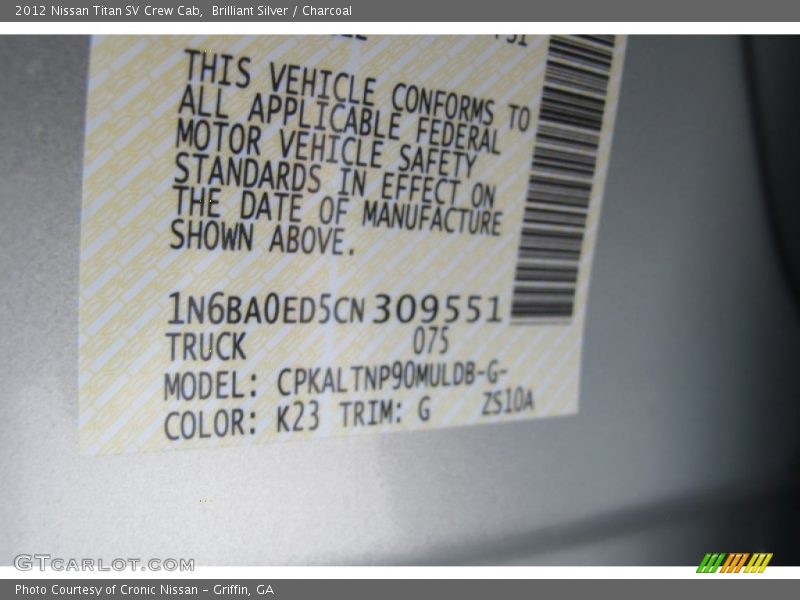 2012 Nissan Titan SV Crew Cab, Brilliant Silver / Charcoal
THIS VEHICLE CONFORMS TO
ALL APPLICABLE FEDERAL
MOTOR VEHICLE SAFETY
STANDARDS IN EFFECT ON
THE DATE OF MANUFACTURE
SHOWN ABOVE.
1N6BA0ED5CN309551
TRUCK 075
MODEL: CPKALTNP90MULDB-G-
COLOR: K23 TRIM: G ZS10A
GTCARLOT.COM
Photo Courtesy of Cronic Nissan - Griffin, GA